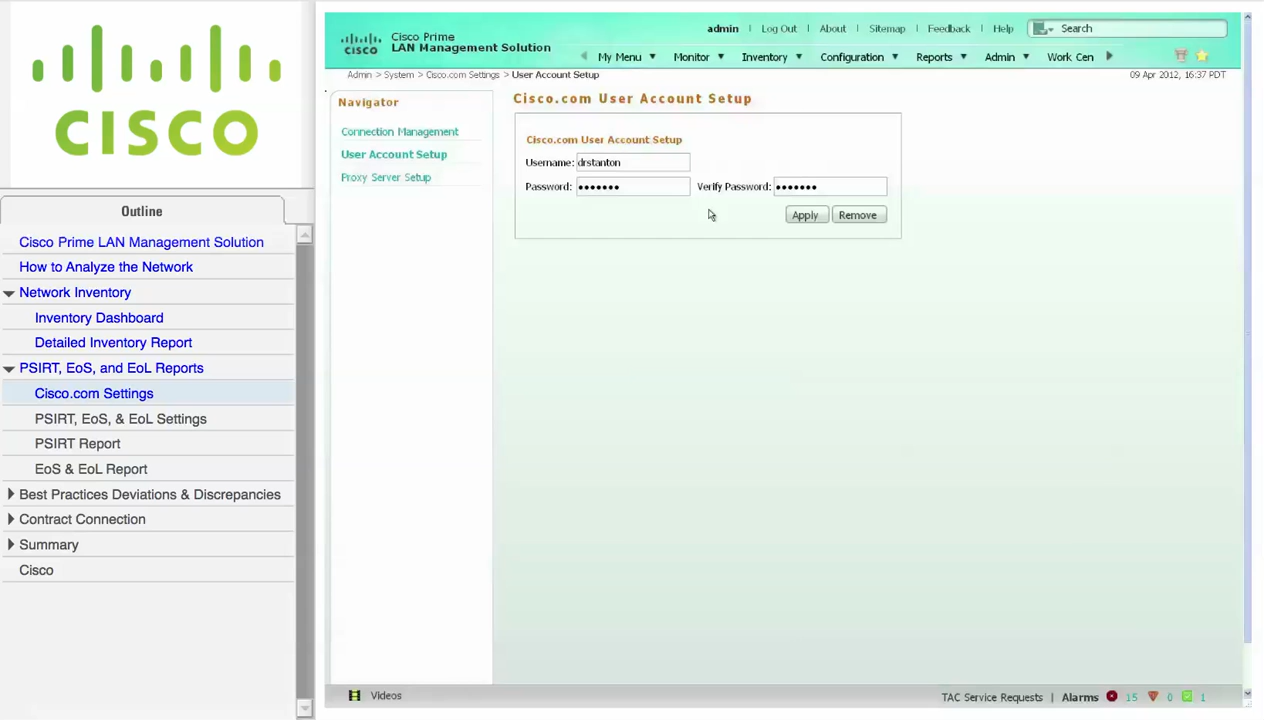 CISCO
Outline
Cisco Prime LAN Management Solution
How to Analyze the Network
Network Inventory
Inventory Dashboard
Detailed Inventory Report
PSIRT, EoS, and EoL Reports
Cisco.com Settings
PSIRT, EoS, & EoL Settings
PSIRT Report
EoS & EoL Report
Best Practices Deviations & Discrepancies
Contract Connection
Summary
Cisco
admin | Log Out | About | Sitemap | Feedback | Help Search
CISCO
Cisco Prime
LAN Management Solution
My Menu Monitor Inventory Configuration Reports Admin Work Cen
Admin > System > Cisco.com Settings > User Account Setup
09 Apr 2012, 16:37 PDT
Navigator
Connection Management
User Account Setup
Proxy Server Setup
Cisco.com User Account Setup
Cisco.com User Account Setup
Username: drstanton
Password: ••••••• Verify Password: •••••••
Apply Remove
Videos
TAC Service Requests | Alarms 15 0 1